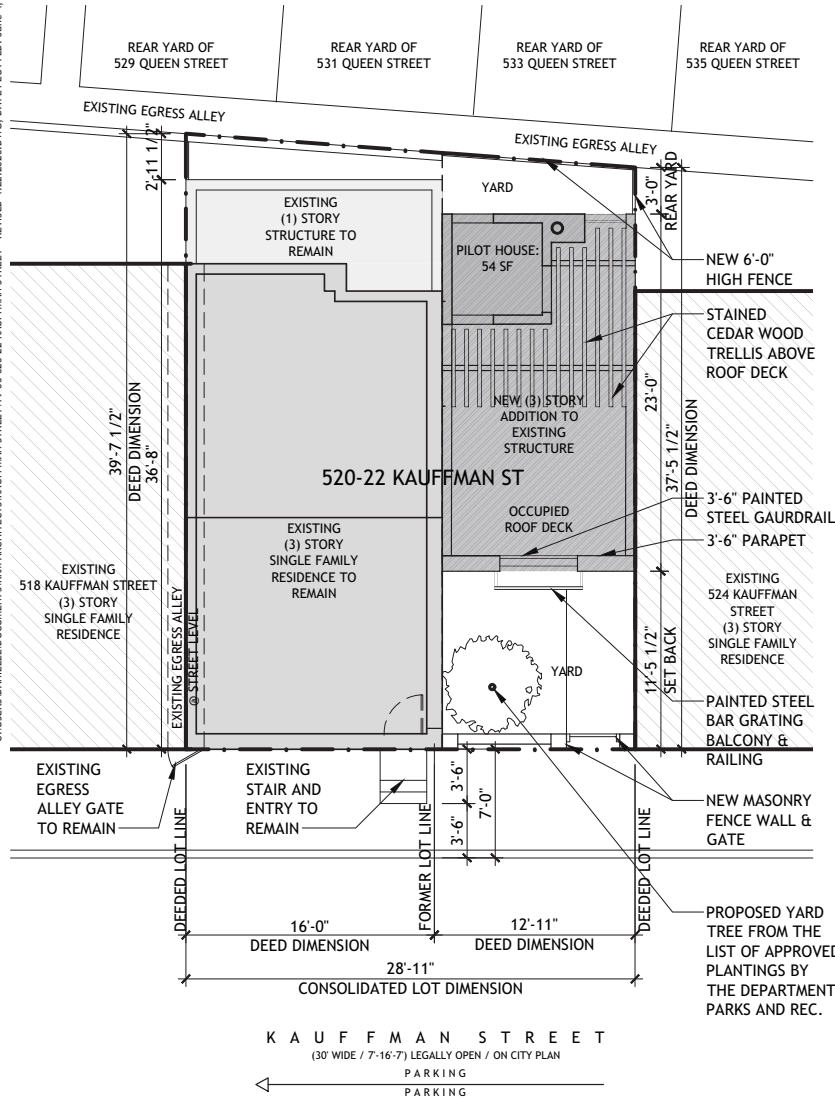 REAR YARD OF
529 QUEEN STREET
REAR YARD OF
531 QUEEN STREET
REAR YARD OF
533 QUEEN STREET
REAR YARD OF
535 QUEEN STREET
EXISTING EGRESS ALLEY
EXISTING EGRESS ALLEY
2'-11 1/2"
YARD
3'-0"
REAR YARD
EXISTING
(1) STORY
STRUCTURE TO
REMAIN
PILOT HOUSE:
54 SF
NEW 6'-0"
HIGH FENCE
STAINED
CEDAR WOOD
TRELLIS ABOVE
ROOF DECK
39'-7 1/2"
DEED DIMENSION
36'-8"
23'-0"
37'-5 1/2"
DEED DIMENSION
NEW (3) STORY
ADDITION TO
EXISTING
STRUCTURE
520-22 KAUFFMAN ST
OCCUPIED
ROOF DECK
3'-6" PAINTED
STEEL GAURDRAIL
3'-6" PARAPET
EXISTING
(3) STORY
SINGLE FAMILY
RESIDENCE TO
REMAIN
EXISTING
518 KAUFFMAN STREET
(3) STORY
SINGLE FAMILY
RESIDENCE
EXISTING EGRESS ALLEY
@ STREET LEVEL
EXISTING
524 KAUFFMAN
STREET
(3) STORY
SINGLE FAMILY
RESIDENCE
11'-5 1/2"
SET BACK
YARD
PAINTED STEEL
BAR GRATING
BALCONY &
RAILING
EXISTING
EGRESS
ALLEY GATE
TO REMAIN
EXISTING
STAIR AND
ENTRY TO
REMAIN
3'-6"
3'-6"
7'-0"
NEW MASONRY
FENCE WALL &
GATE
DEEDED LOT LINE
FORMER LOT LINE
DEEDED LOT LINE
16'-0"
DEED DIMENSION
12'-11"
DEED DIMENSION
28'-11"
CONSOLIDATED LOT DIMENSION
PROPOSED YARD
TREE FROM THE
LIST OF APPROVED
PLANTINGS BY
THE DEPARTMENT
PARKS AND REC.
KAUFFMAN STREET
(30' WIDE / 7'-16'-7') LEGALLY OPEN / ON CITY PLAN
PARKING
PARKING